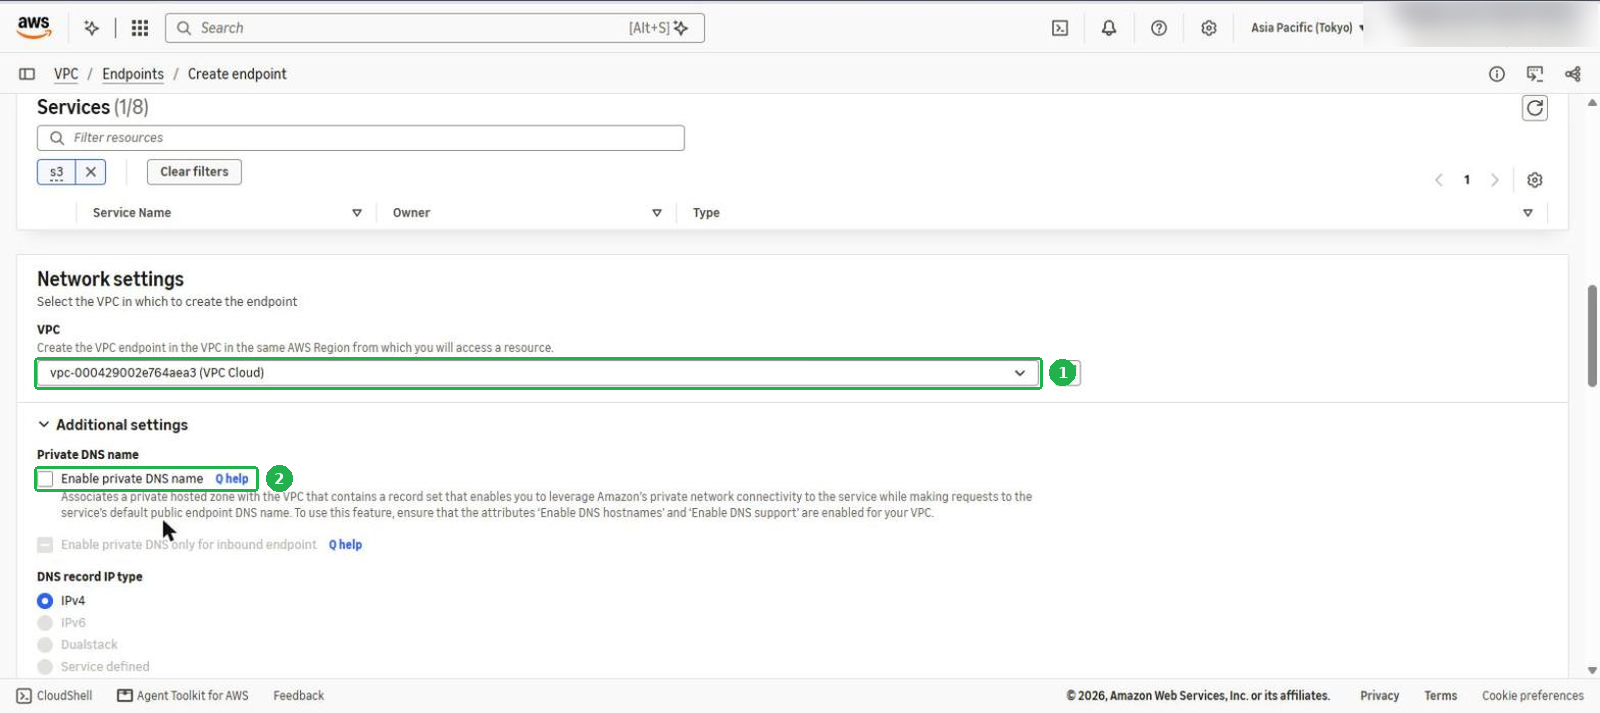 aws
Search [Alt+S]
Asia Pacific (Tokyo)
VPC / Endpoints / Create endpoint
Services (1/8)
Filter resources
s3
Clear filters
1
Service Name Owner Type
Network settings
Select the VPC in which to create the endpoint
VPC
Create the VPC endpoint in the VPC in the same AWS Region from which you will access a resource.
vpc-000429002e764aea3 (VPC Cloud) 1
Additional settings
Private DNS name
Enable private DNS name Q help 2
Associates a private hosted zone with the VPC that contains a record set that enables you to leverage Amazon's private network connectivity to the service while making requests to the
service's default public endpoint DNS name. To use this feature, ensure that the attributes 'Enable DNS hostnames' and 'Enable DNS support' are enabled for your VPC.
Enable private DNS only for inbound endpoint Q help
DNS record IP type
IPv4
IPv6
Dualstack
Service defined
CloudShell Agent Toolkit for AWS Feedback © 2026, Amazon Web Services, Inc. or its affiliates. Privacy Terms Cookie preferences